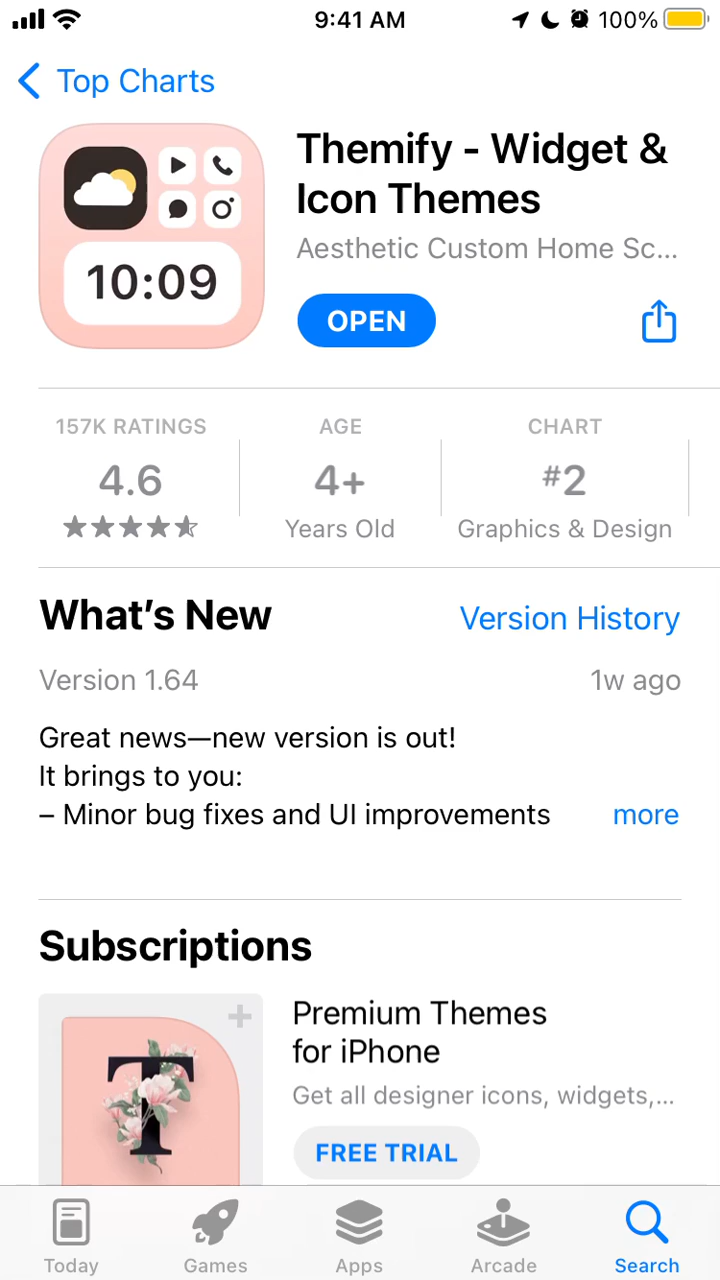 9:41 AM
100%
Top Charts
10:09
Themify - Widget &
Icon Themes
Aesthetic Custom Home Sc...
OPEN
157K RATINGS
4.6
AGE
4+
Years Old
CHART
#2
Graphics & Design
What's New
Version History
Version 1.64
1w ago
Great news—new version is out!
It brings to you:
– Minor bug fixes and UI improvements
more
Subscriptions
T
Premium Themes
for iPhone
Get all designer icons, widgets,...
FREE TRIAL
Today
Games
Apps
Arcade
Search